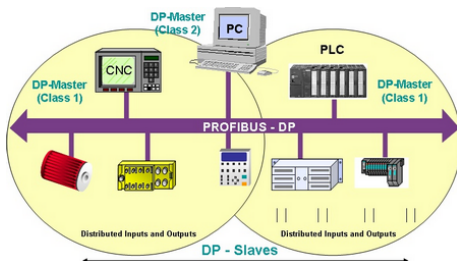 DP-Master
(Class 2)
PC
DP-Master
(Class 1)
CNC
PLC
DP-Master
(Class 1)
PROFIBUS - DP
Distributed Inputs and Outputs
Distributed Inputs and Outputs
DP - Slaves